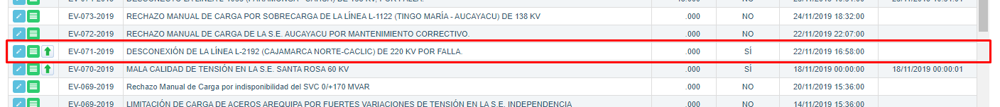 EV-073-2019 RECHAZO MANUAL DE CARGA POR SOBRECARGA DE LA LÍNEA L-1122 (TINGO MARÍA - AUCAYACU) DE 138 KV .000 NO 24/11/2019 18:32:00
EV-072-2019 RECHAZO MANUAL DE CARGA DE LA S.E. AUCAYACU POR MANTENIMIENTO CORRECTIVO. .000 NO 22/11/2019 22:07:00
EV-071-2019 DESCONEXIÓN DE LA LÍNEA L-2192 (CAJAMARCA NORTE-CACLIC) DE 220 KV POR FALLA. .000 SÍ 22/11/2019 16:58:00
EV-070-2019 MALA CALIDAD DE TENSIÓN EN LA S.E. SANTA ROSA 60 KV .000 SÍ 18/11/2019 00:00:00 18/11/2019 00:00:01
EV-069-2019 Rechazo Manual de Carga por indisponibilidad del SVC 0/+170 MVAR .000 NO 20/11/2019 15:36:00
EV-069-2019 LIMITACIÓN DE CARGA DE ACEROS AREQUIPA POR FUERTES VARIACIONES DE TENSIÓN EN LA S.E. INDEPENDENCIA .000 NO 14/11/2019 15:36:00